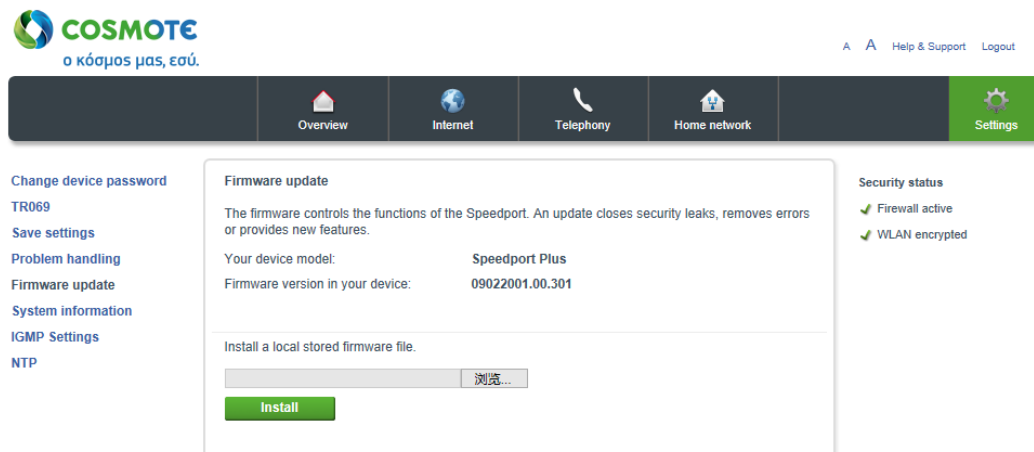 COSMOTE
ο κόσμος μας, εσύ.
A A Help & Support Logout
Overview Internet Telephony Home network Settings
Change device password
TR069
Save settings
Problem handling
Firmware update
System information
IGMP Settings
NTP
Firmware update
The firmware controls the functions of the Speedport. An update closes security leaks, removes errors
or provides new features.
Your device model: Speedport Plus
Firmware version in your device: 09022001.00.301
Install a local stored firmware file.
浏览...
Install
Security status
Firewall active
WLAN encrypted